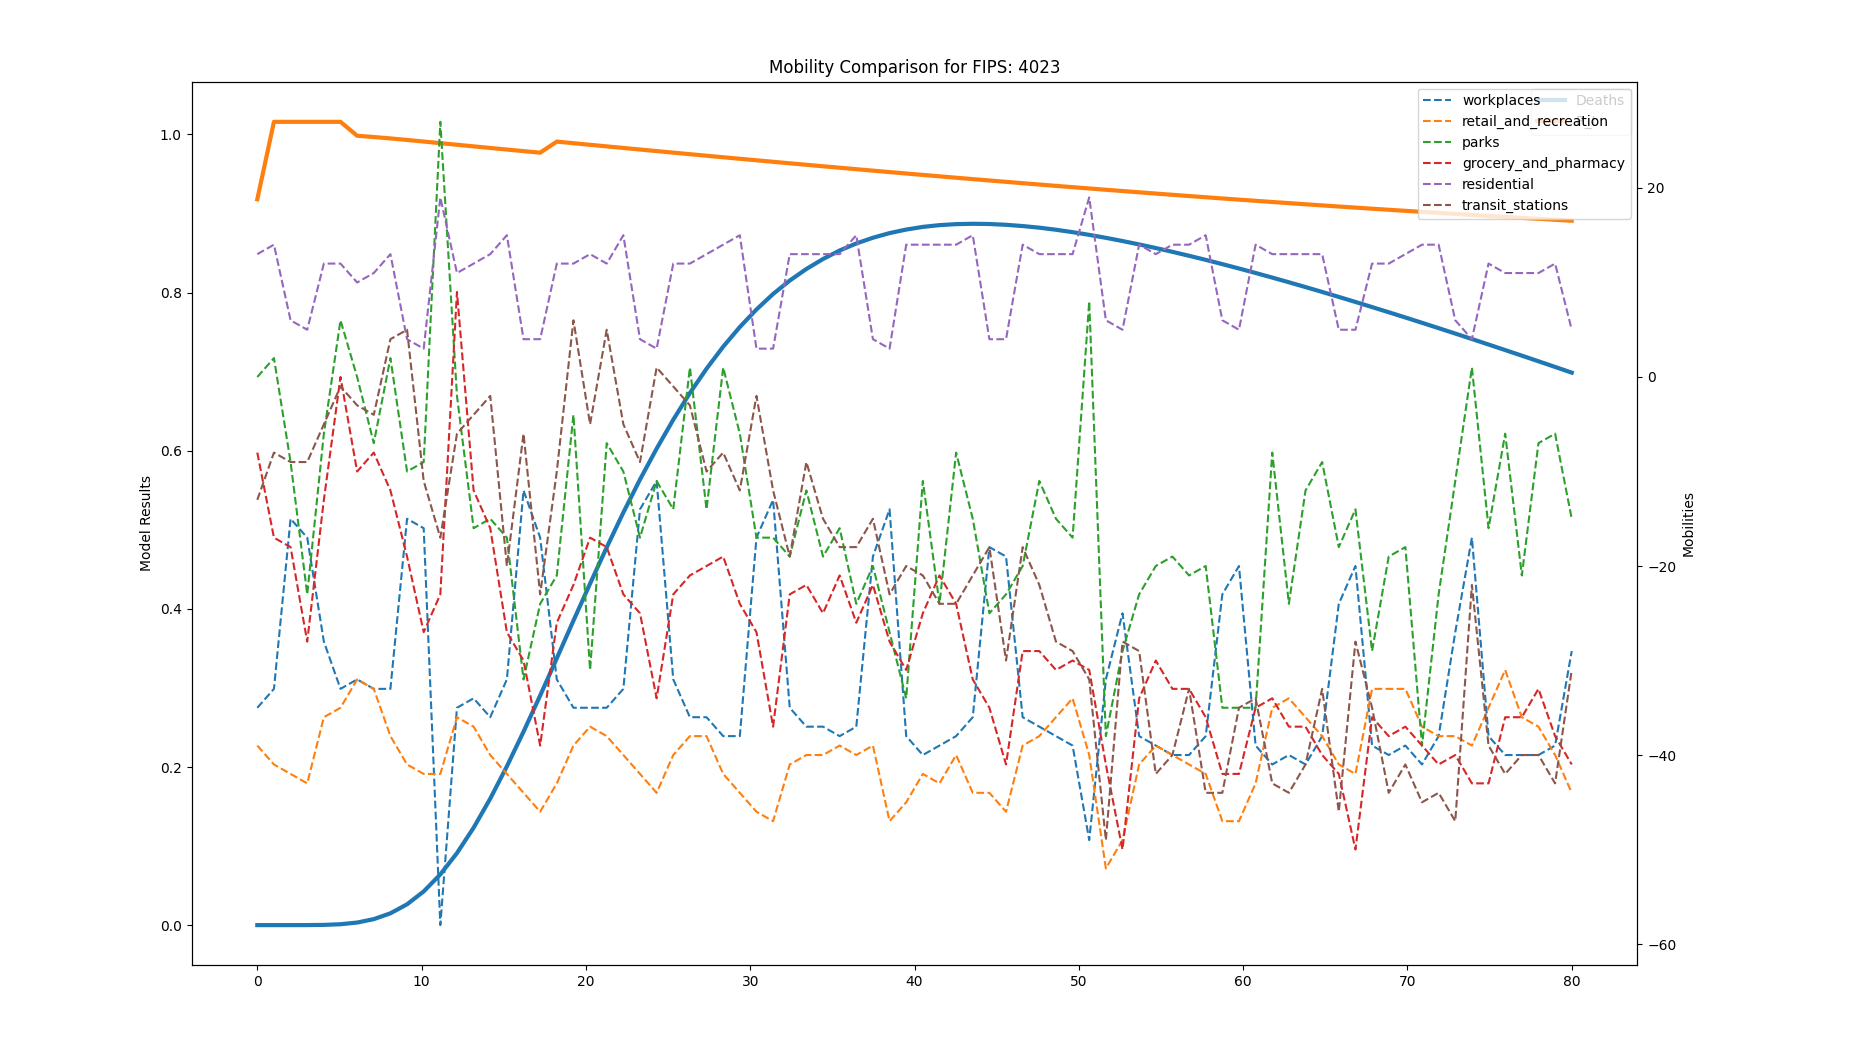 Mobility Comparison for FIPS: 4023
workplaces
Deaths
retail_and_recreation
parks
grocery_and_pharmacy
residential
transit_stations
1.0
0.8
0.6
0.4
0.2
0.0
Model Results
20
0
−20
−40
−60
Mobilities
0 10 20 30 40 50 60 70 80